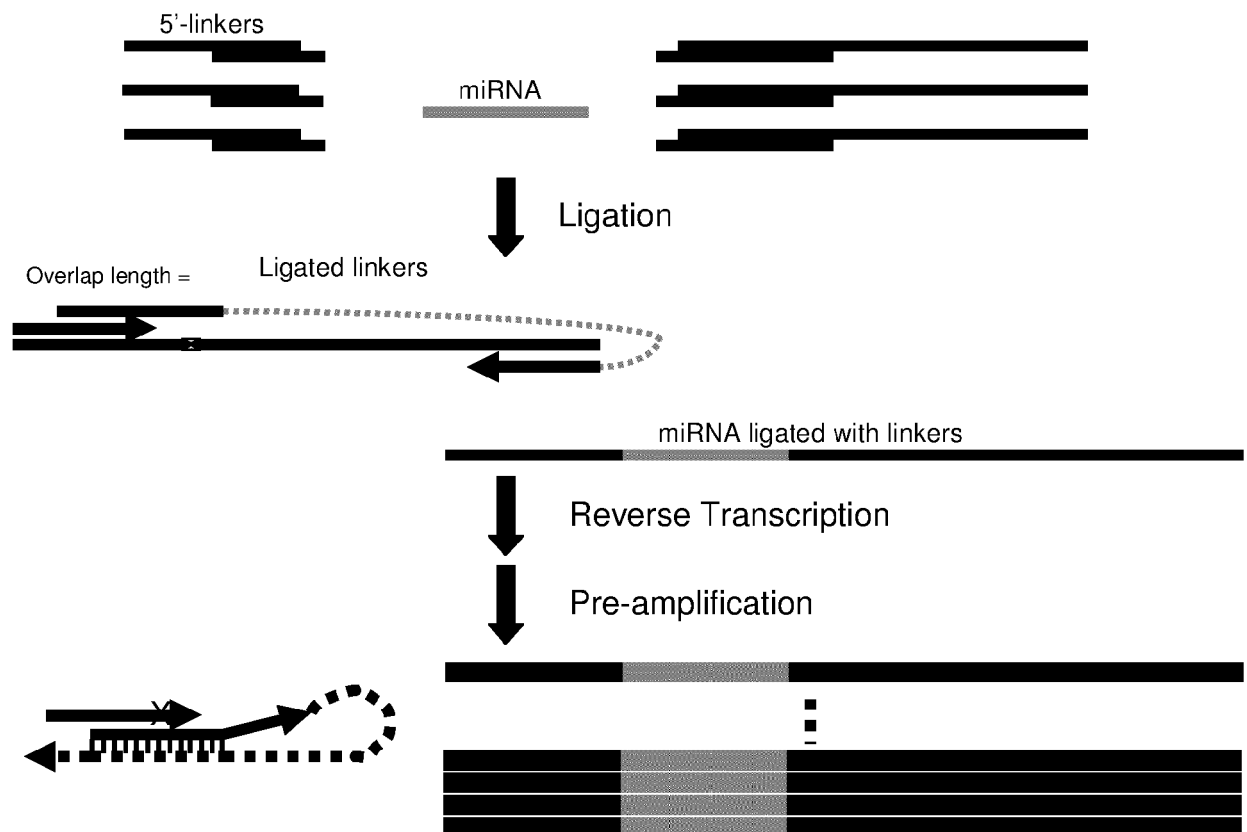 5’-linkers
miRNA
Ligation
Overlap length =
Ligated linkers
miRNA ligated with linkers
Reverse Transcription
Pre-amplification
X